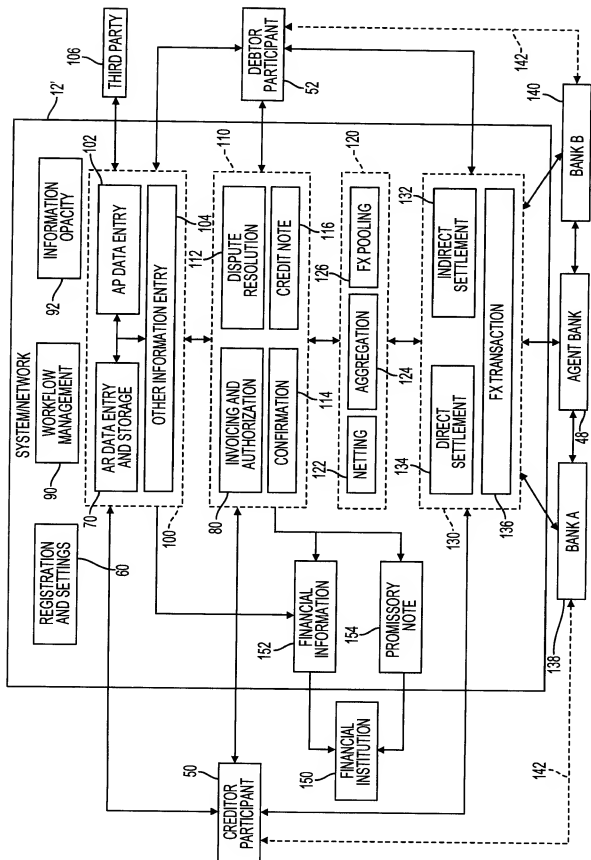 SYSTEM/NETWORK
12'
REGISTRATION
AND SETTINGS
60
WORKFLOW
MANAGEMENT
90
INFORMATION
OPACITY
92
THIRD PARTY
106
AR DATA ENTRY
AND STORAGE
70
AP DATA ENTRY
102
OTHER INFORMATION ENTRY
104
100
CREDITOR
PARTICIPANT
50
DEBTOR
PARTICIPANT
52
110
INVOICING AND
AUTHORIZATION
80
DISPUTE
RESOLUTION
112
CONFIRMATION
114
CREDIT NOTE
116
FINANCIAL
INFORMATION
152
PROMISSORY
NOTE
154
FINANCIAL
INSTITUTION
150
120
NETTING
122
AGGREGATION
124
FX POOLING
126
DIRECT
SETTLEMENT
134
INDIRECT
SETTLEMENT
132
FX TRANSACTION
136
130
BANK A
138
AGENT BANK
48
BANK B
140
142
142